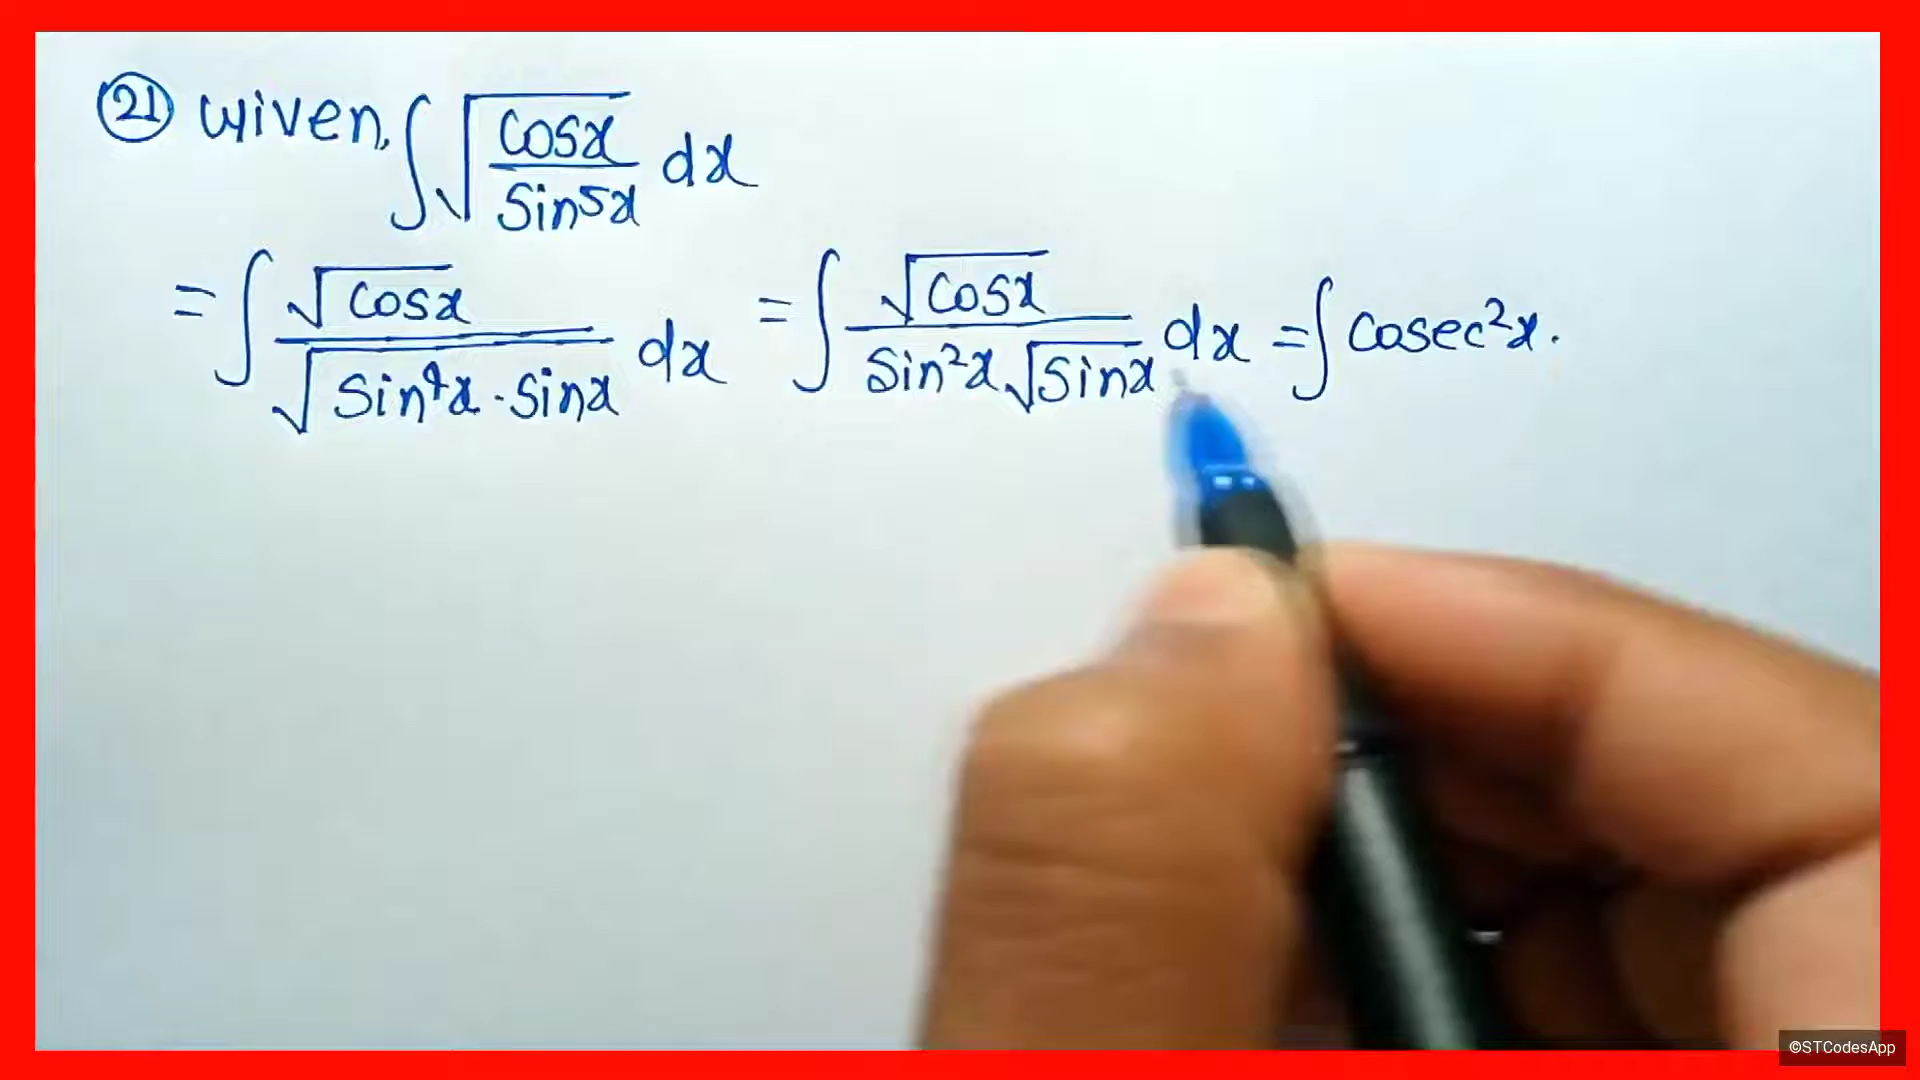 21 Given, ∫ √(cosx / sin⁵x) dx
= ∫ √cosx / √(sin⁴x · sinx) dx = ∫ √cosx / (sin²x √sinx) dx = ∫ cosec²x ·
©STCodesApp